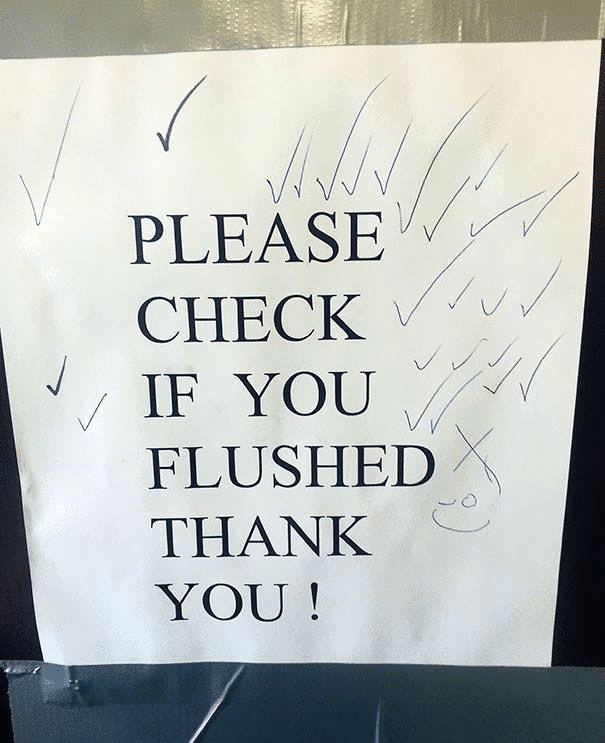 PLEASE
CHECK
IF YOU
FLUSHED
THANK
YOU !